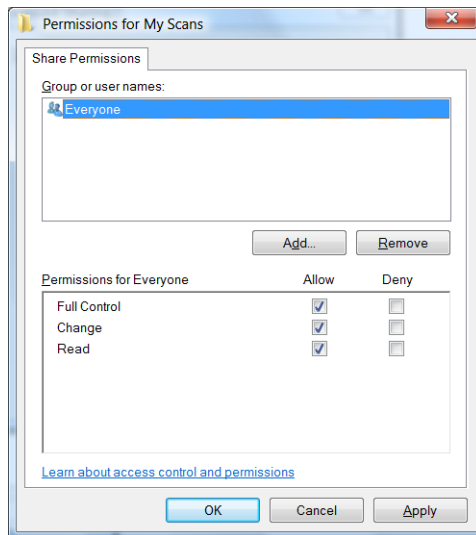 Permissions for My Scans
Share Permissions
Group or user names:
Everyone
Add...
Remove
Permissions for Everyone Allow Deny
Full Control
Change
Read
Learn about access control and permissions
OK Cancel Apply